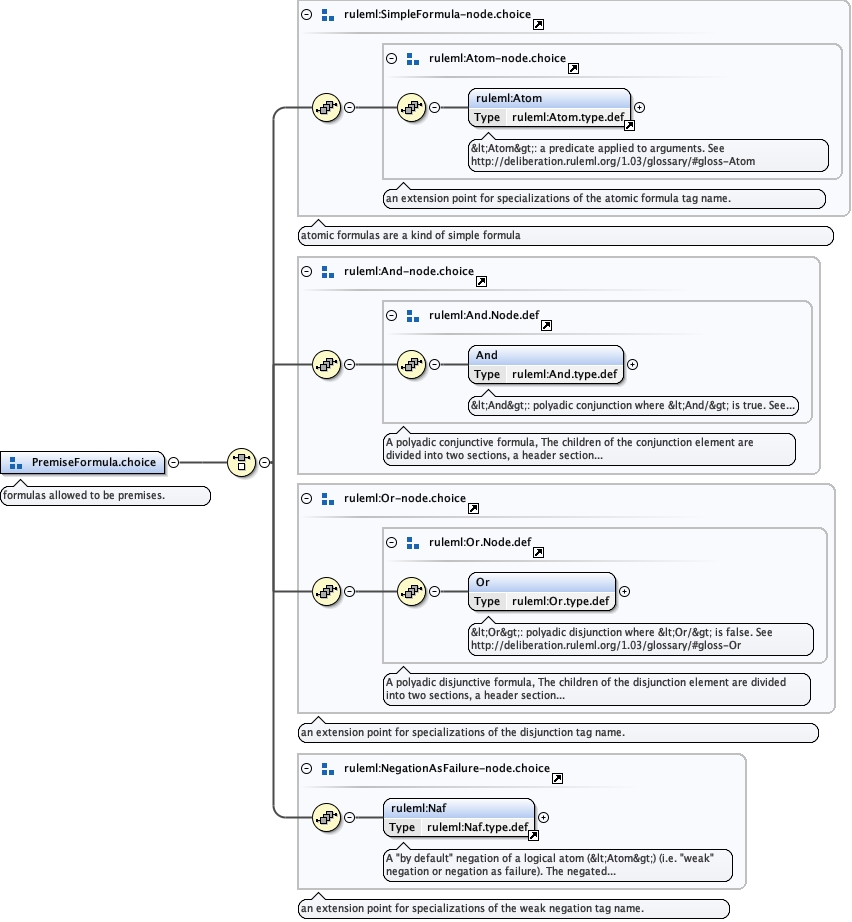 ruleml:SimpleFormula-node.choice
ruleml:Atom-node.choice
ruleml:Atom
Type ruleml:Atom.type.def
&lt;Atom&gt;: a predicate applied to arguments. See
http://deliberation.ruleml.org/1.03/glossary/#gloss-Atom
an extension point for specializations of the atomic formula tag name.
atomic formulas are a kind of simple formula
ruleml:And-node.choice
ruleml:And.Node.def
And
Type ruleml:And.type.def
&lt;And&gt;: polyadic conjunction where &lt;And/&gt; is true. See...
A polyadic conjunctive formula, The children of the conjunction element are
divided into two sections, a header section...
PremiseFormula.choice
formulas allowed to be premises.
ruleml:Or-node.choice
ruleml:Or.Node.def
Or
Type ruleml:Or.type.def
&lt;Or&gt;: polyadic disjunction where &lt;Or/&gt; is false. See
http://deliberation.ruleml.org/1.03/glossary/#gloss-Or
A polyadic disjunctive formula, The children of the disjunction element are divided
into two sections, a header section...
an extension point for specializations of the disjunction tag name.
ruleml:NegationAsFailure-node.choice
ruleml:Naf
Type ruleml:Naf.type.def
A "by default" negation of a logical atom (&lt;Atom&gt;) (i.e. "weak"
negation or negation as failure). The negated...
an extension point for specializations of the weak negation tag name.